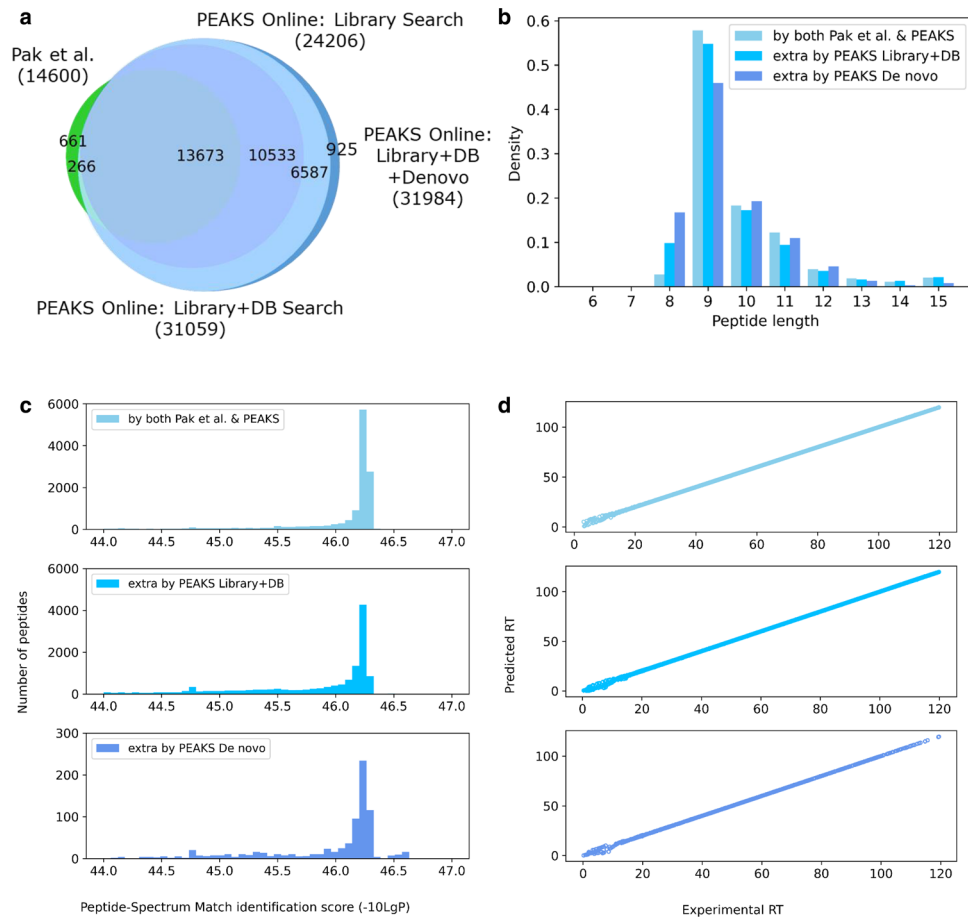 a
PEAKS Online: Library Search
(24206)
Pak et al.
(14600)
661
266
13673
10533
6587
925
PEAKS Online:
Library+DB
+Denovo
(31984)
PEAKS Online: Library+DB Search
(31059)
b
0.6
0.5
0.4
0.3
0.2
0.1
0.0
Density
by both Pak et al. & PEAKS
extra by PEAKS Library+DB
extra by PEAKS De novo
6 7 8 9 10 11 12 13 14 15
Peptide length
c
Number of peptides
6000
4000
2000
0
by both Pak et al. & PEAKS
44.0 44.5 45.0 45.5 46.0 46.5 47.0
6000
4000
2000
0
extra by PEAKS Library+DB
44.0 44.5 45.0 45.5 46.0 46.5 47.0
300
200
100
0
extra by PEAKS De novo
44.0 44.5 45.0 45.5 46.0 46.5 47.0
Peptide-Spectrum Match identification score (-10LgP)
d
Predicted RT
100
50
0
0 20 40 60 80 100 120
100
50
0
0 20 40 60 80 100 120
100
50
0
0 20 40 60 80 100 120
Experimental RT